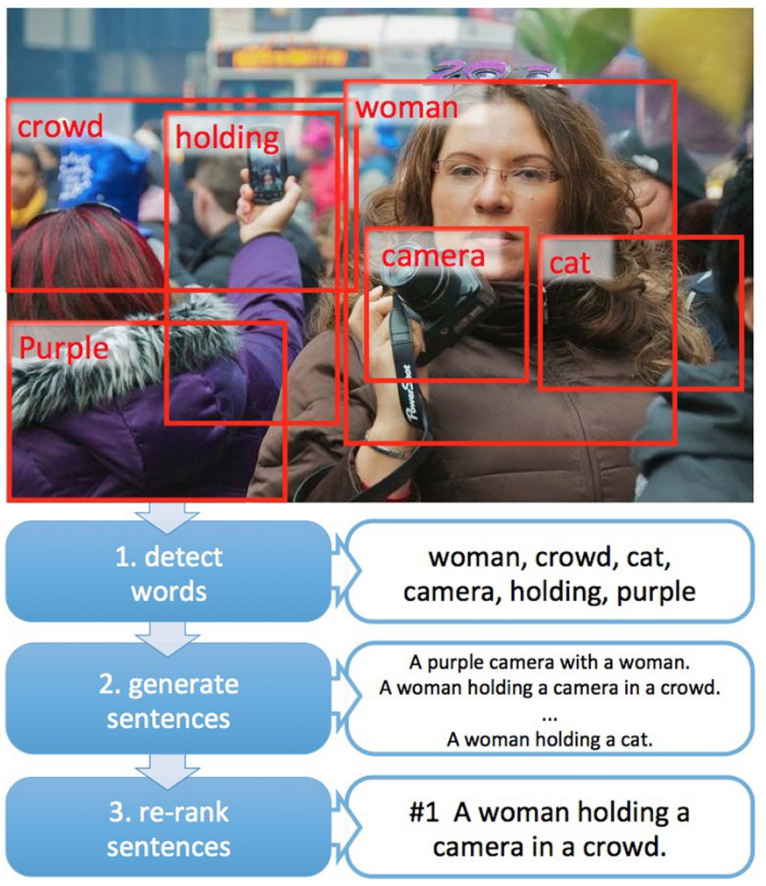 crowd
holding
woman
camera
cat
Purple
PowerShot
1. detect
words
woman, crowd, cat,
camera, holding, purple
2. generate
sentences
A purple camera with a woman.
A woman holding a camera in a crowd.
...
A woman holding a cat.
3. re-rank
sentences
#1 A woman holding a
camera in a crowd.